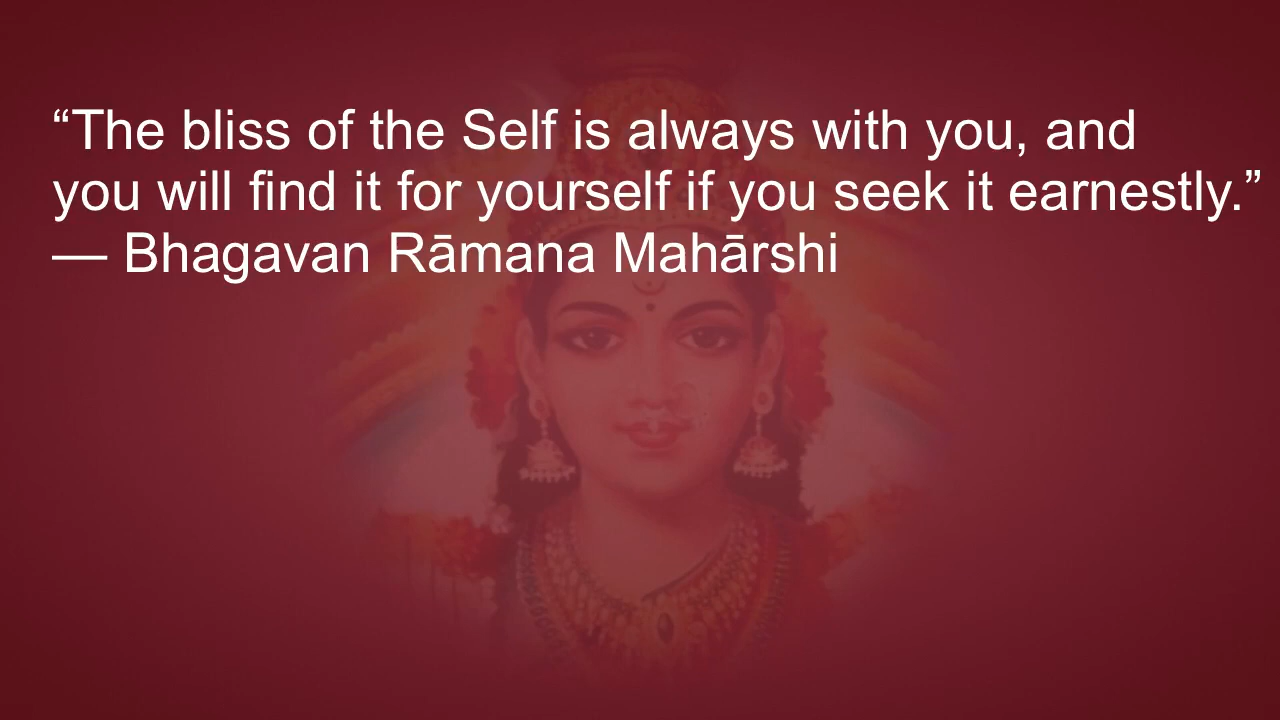 “The bliss of the Self is always with you, and
you will find it for yourself if you seek it earnestly.”
— Bhagavan Rāmana Mahārshi